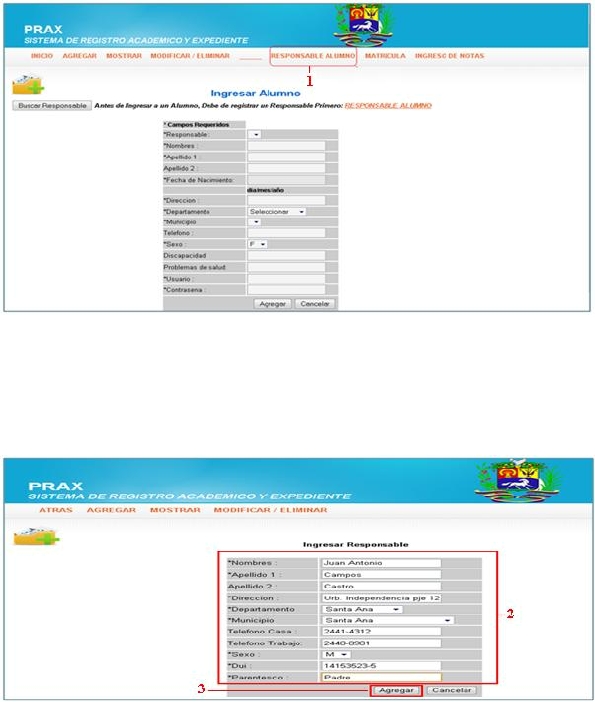 PRAX
SISTEMA DE REGISTRO ACADEMICO Y EXPEDIENTE
INICIO AGREGAR MOSTRAR MODIFICAR / ELIMINAR RESPONSABLE ALUMNO MATRICULA INGRESO DE NOTAS
1
Ingresar Alumno
Buscar Responsable Antes de Ingresar a un Alumno, Debe de registrar un Responsable Primero: RESPONSABLE ALUMNO
* Campos Requeridos
*Responsable:
*Nombres :
*Apellido 1 :
Apellido 2 :
*Fecha de Nacimiento:
dia/mes/año
*Direccion :
*Departamento Seleccionar
*Municipio
Telefono :
*Sexo : F
Discapacidad
Problemas de salud
*Usuario :
*Contrasena :
Agregar Cancelar
PRAX
SISTEMA DE REGISTRO ACADEMICO Y EXPEDIENTE
ATRAS AGREGAR MOSTRAR MODIFICAR / ELIMINAR
Ingresar Responsable
*Nombres : Juan Antonio
*Apellido 1 : Campos
Apellido 2 : Castro
*Direccion : Urb. Independencia pje 12
*Departamento Santa Ana
*Municipio Santa Ana
Telefono Casa : 2441-4312
Telefono Trabajo: 2440-0901
*Sexo : M
*Dui : 14153523-5
*Parentesco : Padre
2
3
Agregar Cancelar